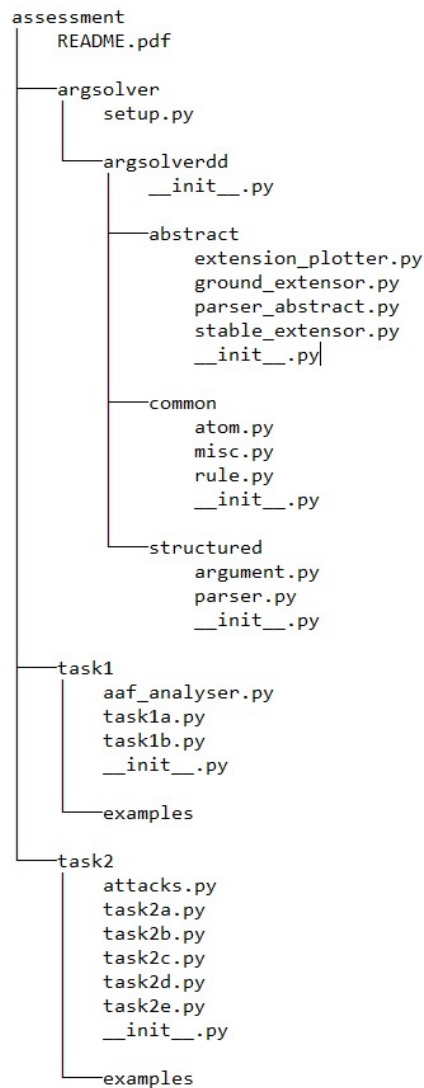 assessment
README.pdf
argsolver
setup.py
argsolverdd
__init__.py
abstract
extension_plotter.py
ground_extensor.py
parser_abstract.py
stable_extensor.py
__init__.py
common
atom.py
misc.py
rule.py
__init__.py
structured
argument.py
parser.py
__init__.py
task1
aaf_analyser.py
task1a.py
task1b.py
__init__.py
examples
task2
attacks.py
task2a.py
task2b.py
task2c.py
task2d.py
task2e.py
__init__.py
examples